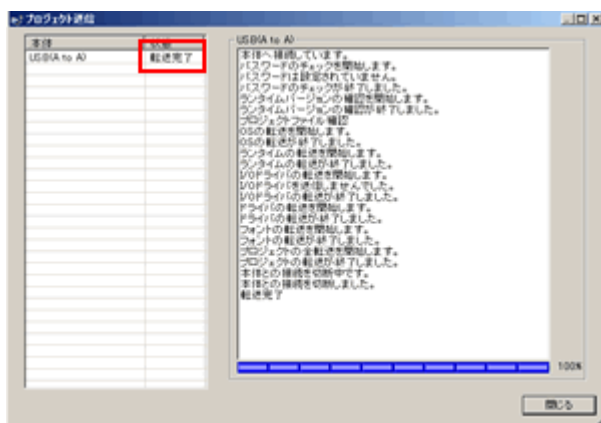 プロジェクト送信
本体 状態
USB(A to A) 転送完了
USB(A to A)
本体へ接続しています。
パスワードのチェックを開始します。
パスワードは設定されていません。
パスワードのチェックが終了しました。
ランタイムバージョンの確認を開始します。
ランタイムバージョンの確認が終了しました。
プロジェクトファイル確認
OSの転送を開始します。
OSの転送が終了しました。
ランタイムの転送を開始します。
ランタイムの転送が終了しました。
I/Oドライバの転送を開始します。
I/Oドライバを送信しませんでした。
I/Oドライバの転送が終了しました。
ドライバの転送を開始します。
ドライバの転送が終了しました。
フォントの転送を開始します。
フォントの転送が終了しました。
プロジェクトの全転送を開始します。
プロジェクトの転送が終了しました。
本体との接続を切断中です。
本体との接続を切断しました。
転送完了
100%
閉じる